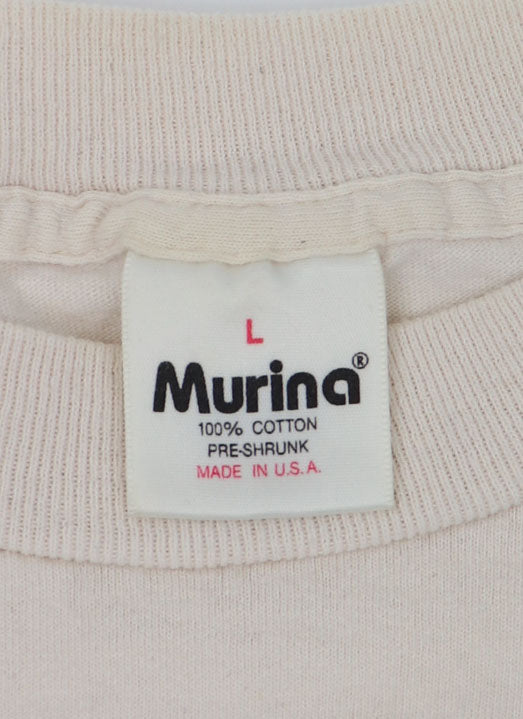 L
Murina®
100% COTTON
PRE-SHRUNK
MADE IN U.S.A.